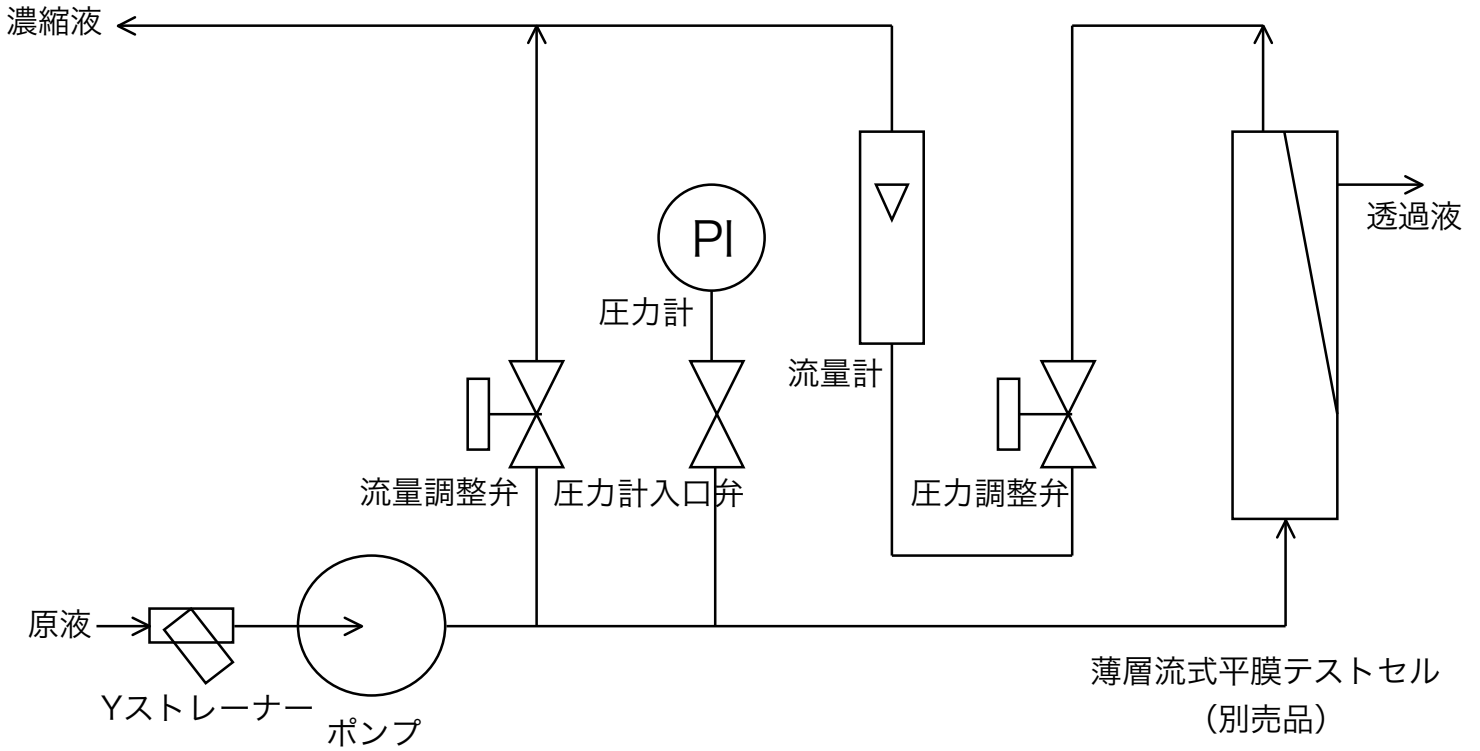 濃縮液
透過液
PI
圧力計
流量計
流量調整弁
圧力計入口弁
圧力調整弁
原液
Yストレーナー
ポンプ
薄層流式平膜テストセル
（別売品）